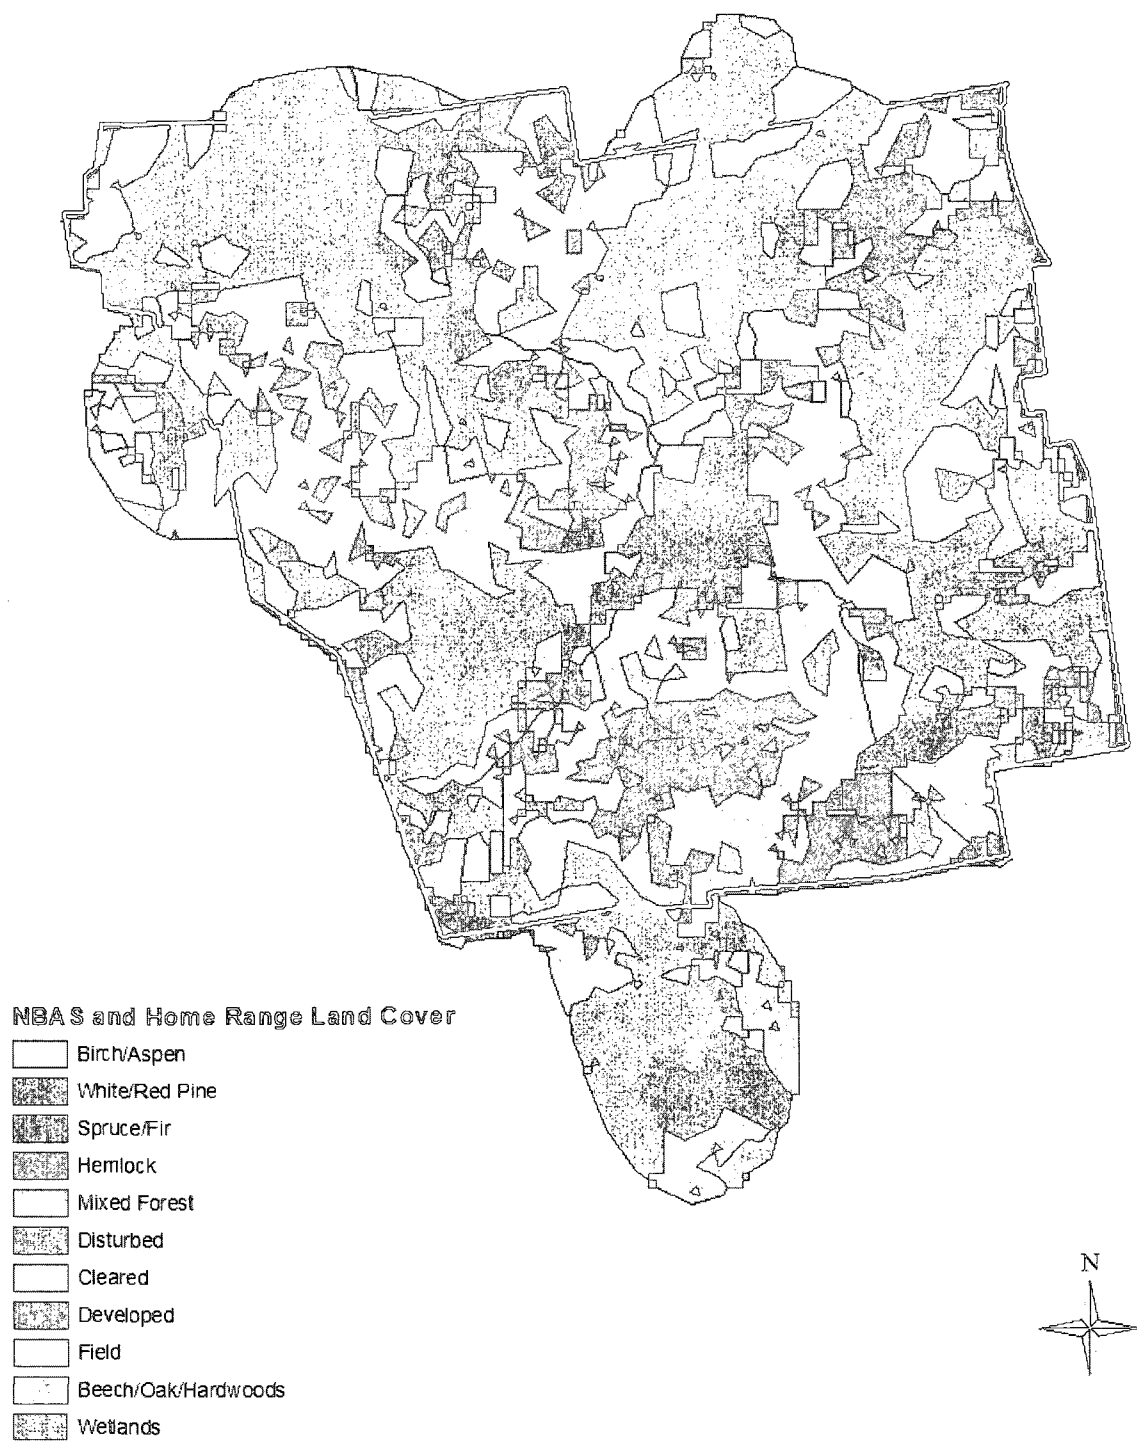 NBAS and Home Range Land Cover
Birch/Aspen
White/Red Pine
Spruce/Fir
Hemlock
Mixed Forest
Disturbed
Cleared
Developed
Field
Beech/Oak/Hardwoods
Wetlands
N